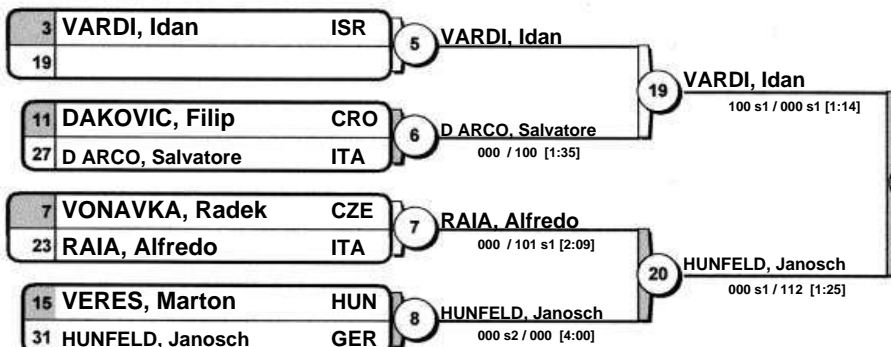 3 VARDI, Idan ISR
19
5
VARDI, Idan
11 DAKOVIC, Filip CRO
27 D ARCO, Salvatore ITA
6
D ARCO, Salvatore
000 / 100 [1:35]
19
VARDI, Idan
100 s1 / 000 s1 [1:14]
7 VONAVKA, Radek CZE
23 RAIA, Alfredo ITA
7
RAIA, Alfredo
000 / 101 s1 [2:09]
15 VERES, Marton HUN
31 HUNFELD, Janosch GER
8
HUNFELD, Janosch
000 s2 / 000 [4:00]
20
HUNFELD, Janosch
000 s1 / 112 [1:25]